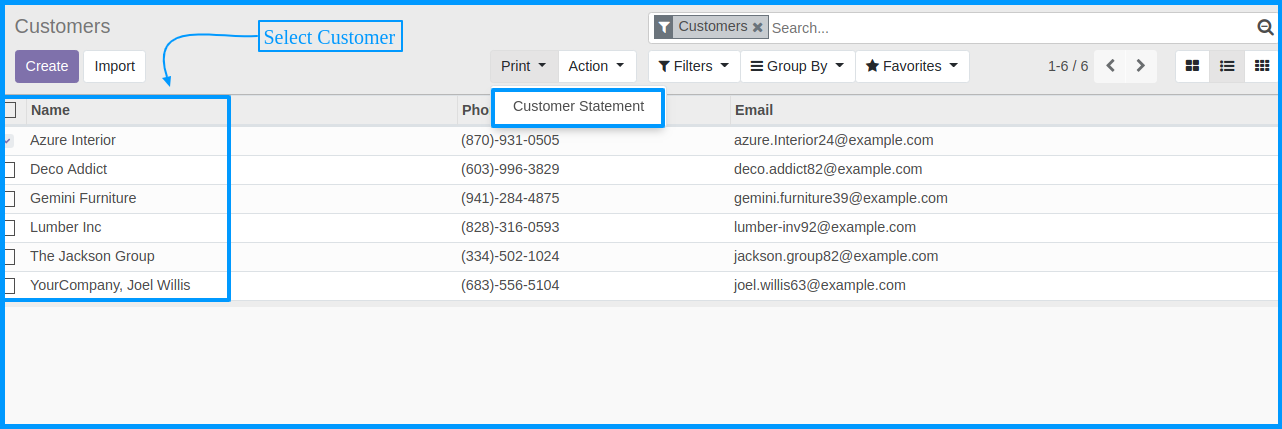 Customers
Customers Search...
Select Customer
Create Import Print Action Filters Group By Favorites 1-6 / 6
Customer Statement
Name Pho Email
Azure Interior (870)-931-0505 azure.Interior24@example.com
Deco Addict (603)-996-3829 deco.addict82@example.com
Gemini Furniture (941)-284-4875 gemini.furniture39@example.com
Lumber Inc (828)-316-0593 lumber-inv92@example.com
The Jackson Group (334)-502-1024 jackson.group82@example.com
YourCompany, Joel Willis (683)-556-5104 joel.willis63@example.com